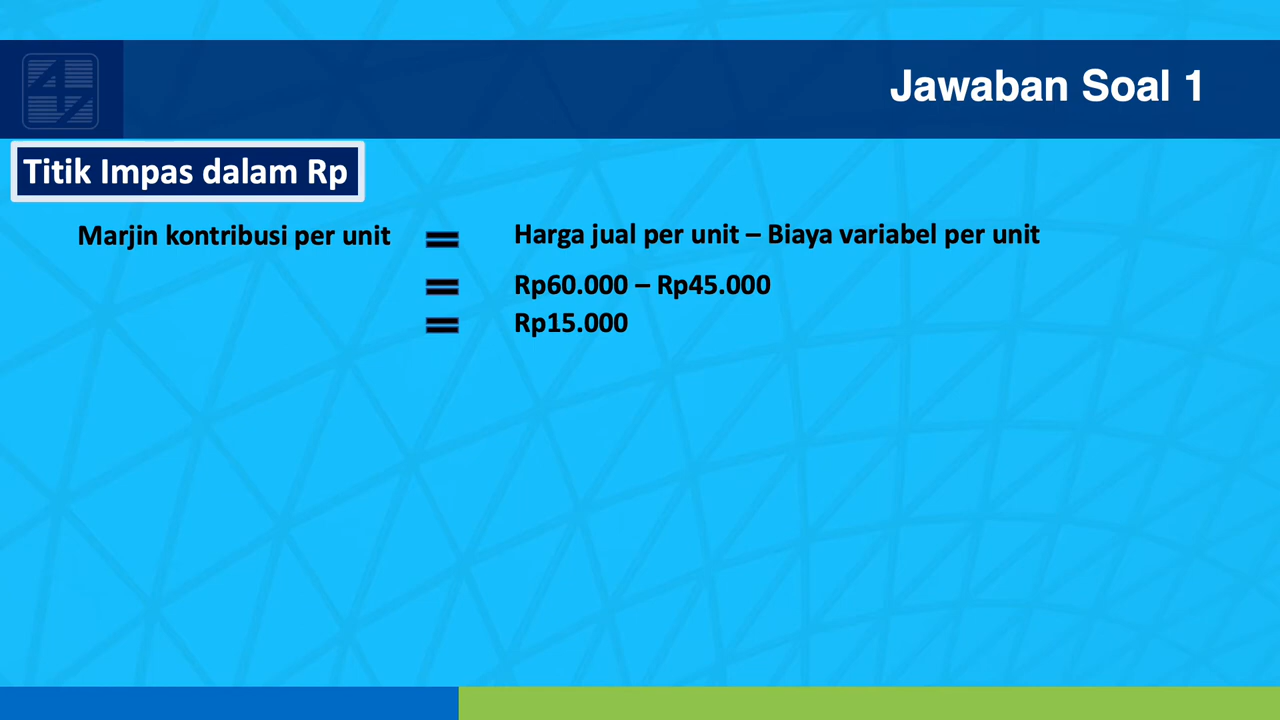 Jawaban Soal 1
Titik Impas dalam Rp
Marjin kontribusi per unit = Harga jual per unit – Biaya variabel per unit
= Rp60.000 – Rp45.000
= Rp15.000